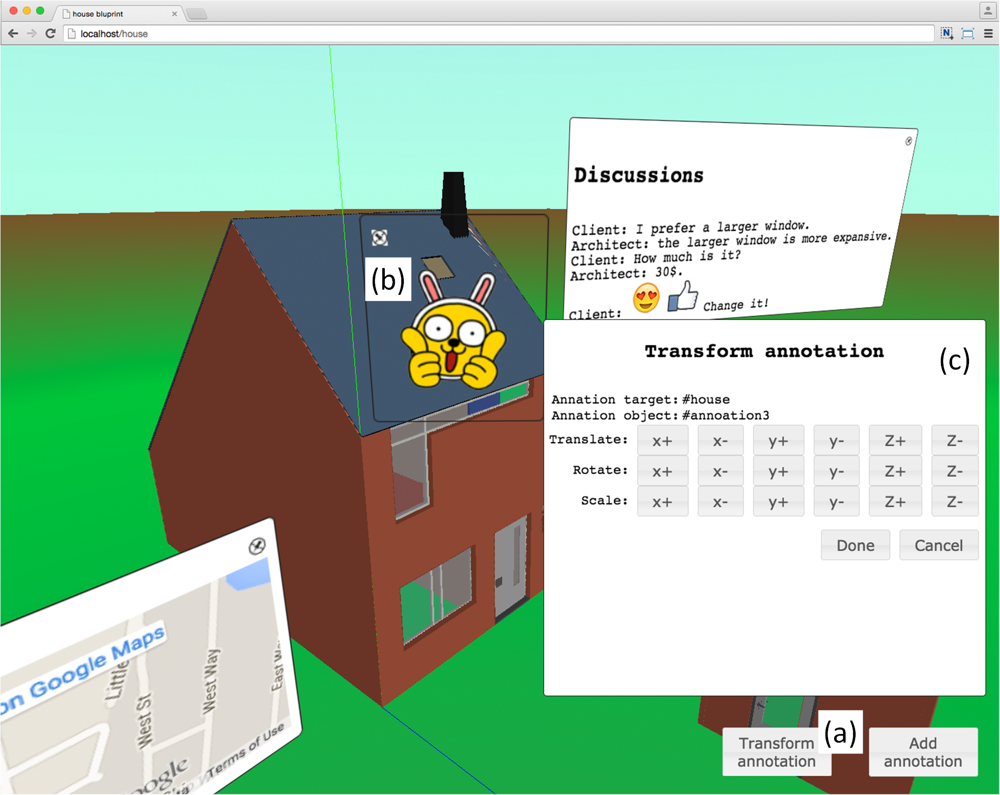 house bluprint
localhost/house
Discussions
Client: I prefer a larger window.
Architect: the larger window is more expansive.
Client: How much is it?
Architect: 30$.
Client: Change it!
(b)
Transform annotation
(c)
Annation target: #house
Annation object: #annoation3
Translate: x+ x- y+ y- Z+ Z-
Rotate: x+ x- y+ y- Z+ Z-
Scale: x+ x- y+ y- Z+ Z-
Done Cancel
on Google Maps
Little
West St
West Way
East
Terms of Use
(a)
Transform
annotation
Add
annotation
N